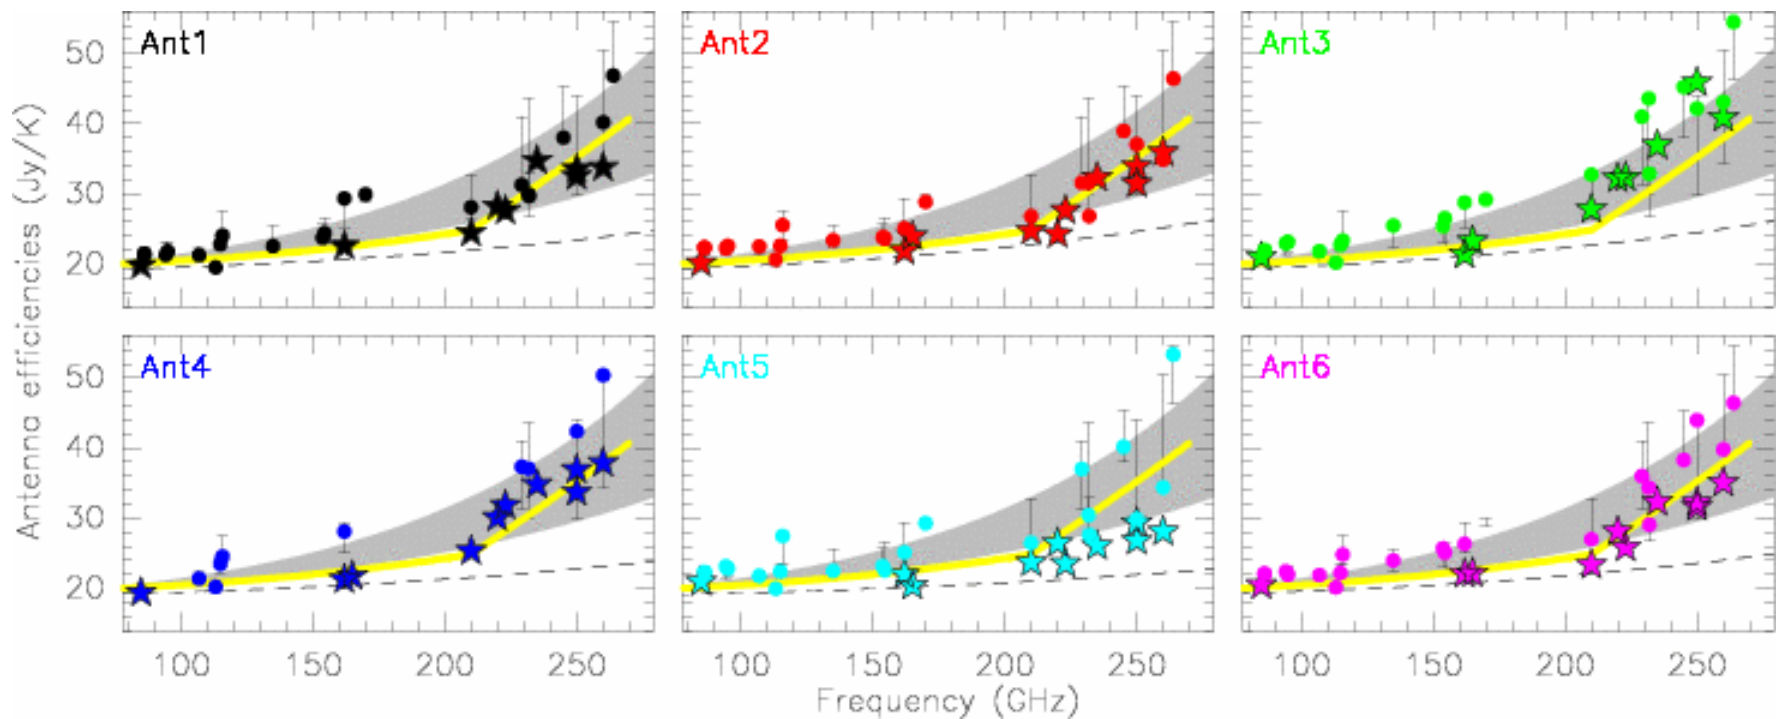 Ant1 Ant2 Ant3
50
40
30
20
Ant4 Ant5 Ant6
50
40
30
20
100 150 200 250 100 150 200 250 100 150 200 250
Frequency (GHz)
Antenna efficiencies (Jy/K)